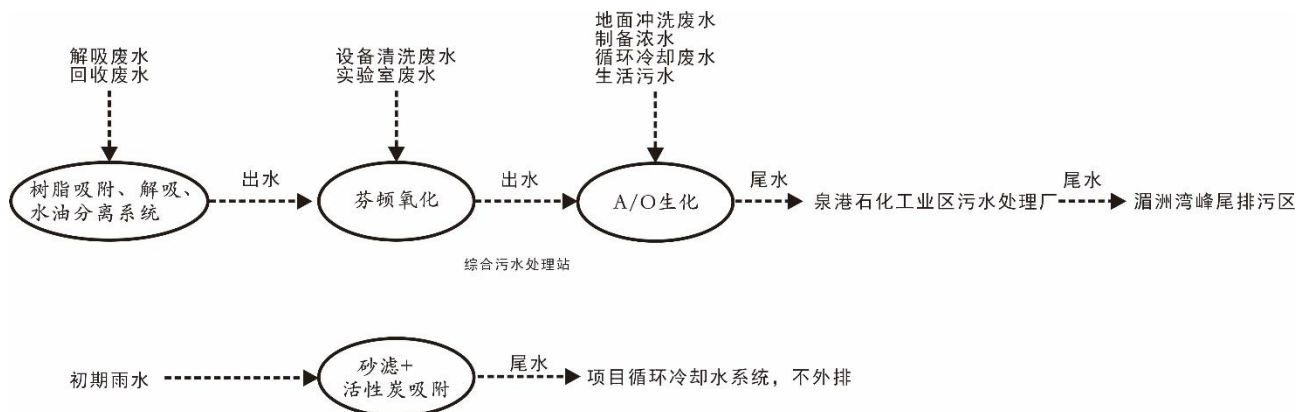 地面冲洗废水
制备浓水
循环冷却废水
生活污水
解吸废水
回收废水
设备清洗废水
实验室废水
树脂吸附、解吸、
水油分离系统
出水
芬顿氧化
出水
A/O生化
尾水
泉港石化工业区污水处理厂
尾水
湄洲湾峰尾排污区
综合污水处理站
初期雨水
砂滤+
活性炭吸附
尾水
项目循环冷却水系统，不外排